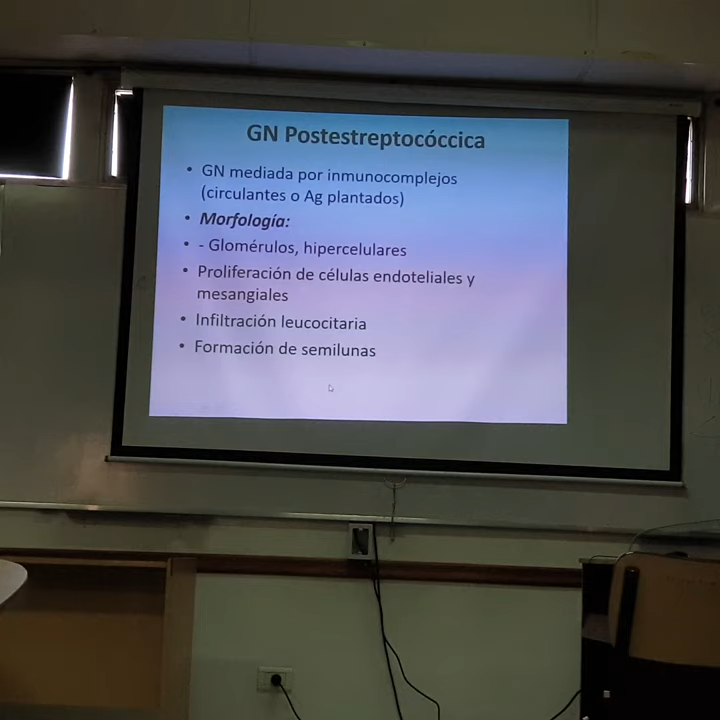 GN Postestreptocóccica
• GN mediada por inmunocomplejos
(circulantes o Ag plantados)
• Morfología:
• - Glomérulos, hipercelulares
• Proliferación de células endoteliales y
mesangiales
• Infiltración leucocitaria
• Formación de semilunas